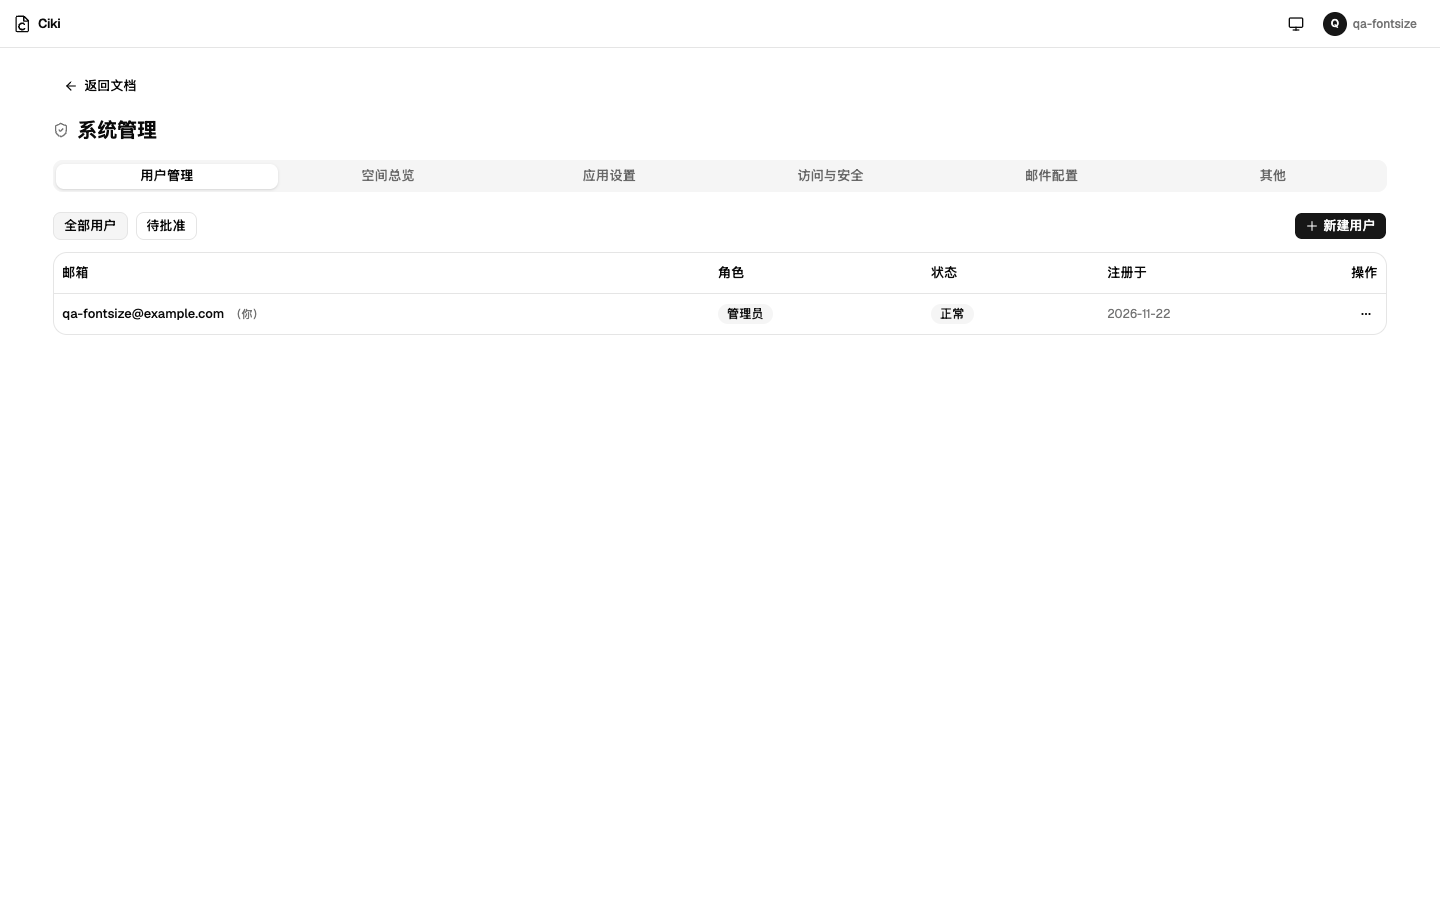 Ciki
Q qa-fontsize
返回文档
系统管理
用户管理 空间总览 应用设置 访问与安全 邮件配置 其他
全部用户 待批准 新建用户
邮箱 角色 状态 注册于 操作
qa-fontsize@example.com (你) 管理员 正常 2026-11-22 ···